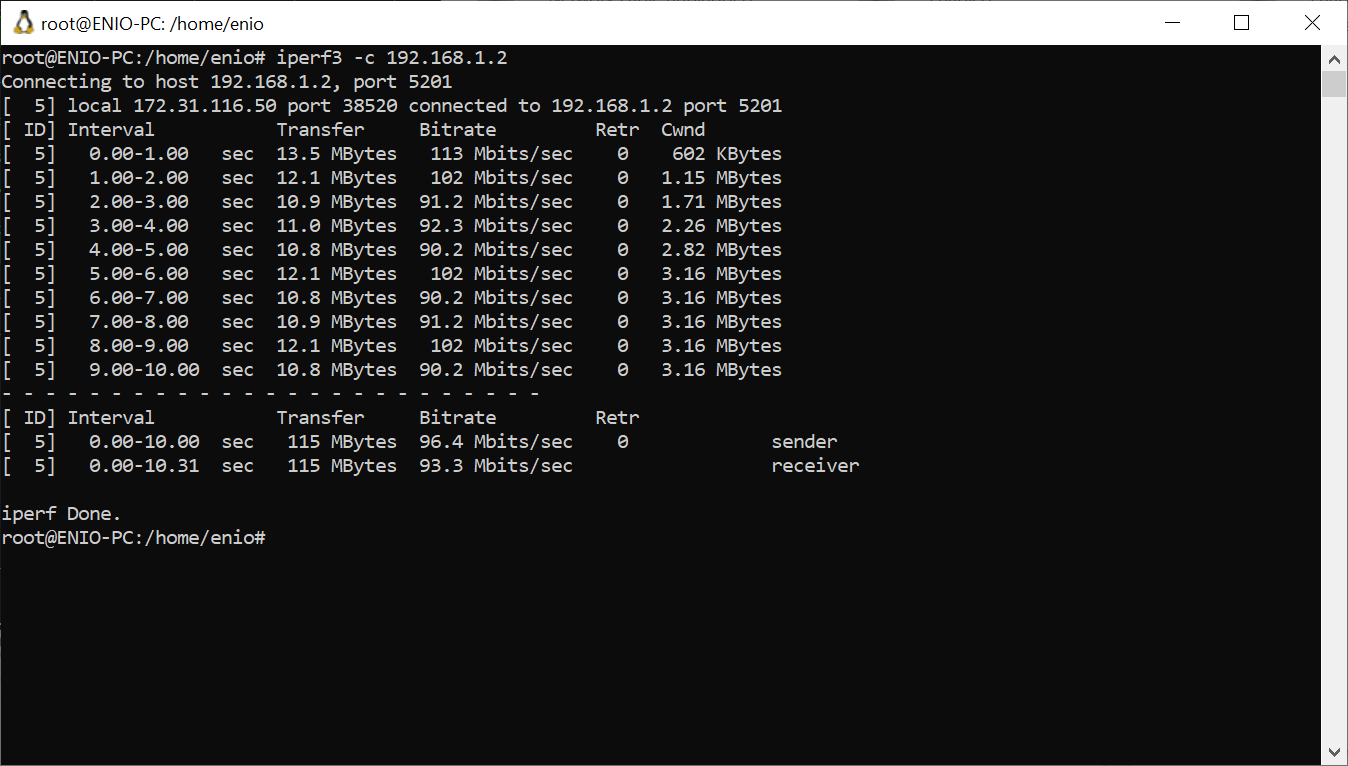 root@ENIO-PC: /home/enio
root@ENIO-PC:/home/enio# iperf3 -c 192.168.1.2
Connecting to host 192.168.1.2, port 5201
[  5] local 172.31.116.50 port 38520 connected to 192.168.1.2 port 5201
[ ID] Interval           Transfer     Bitrate         Retr  Cwnd
[  5]   0.00-1.00   sec  13.5 MBytes   113 Mbits/sec    0    602 KBytes
[  5]   1.00-2.00   sec  12.1 MBytes   102 Mbits/sec    0   1.15 MBytes
[  5]   2.00-3.00   sec  10.9 MBytes  91.2 Mbits/sec    0   1.71 MBytes
[  5]   3.00-4.00   sec  11.0 MBytes  92.3 Mbits/sec    0   2.26 MBytes
[  5]   4.00-5.00   sec  10.8 MBytes  90.2 Mbits/sec    0   2.82 MBytes
[  5]   5.00-6.00   sec  12.1 MBytes   102 Mbits/sec    0   3.16 MBytes
[  5]   6.00-7.00   sec  10.8 MBytes  90.2 Mbits/sec    0   3.16 MBytes
[  5]   7.00-8.00   sec  10.9 MBytes  91.2 Mbits/sec    0   3.16 MBytes
[  5]   8.00-9.00   sec  12.1 MBytes   102 Mbits/sec    0   3.16 MBytes
[  5]   9.00-10.00  sec  10.8 MBytes  90.2 Mbits/sec    0   3.16 MBytes
- - - - - - - - - - - - - - - - - - - - - - - - -
[ ID] Interval           Transfer     Bitrate         Retr
[  5]   0.00-10.00  sec   115 MBytes  96.4 Mbits/sec    0             sender
[  5]   0.00-10.31  sec   115 MBytes  93.3 Mbits/sec                  receiver
iperf Done.
root@ENIO-PC:/home/enio#